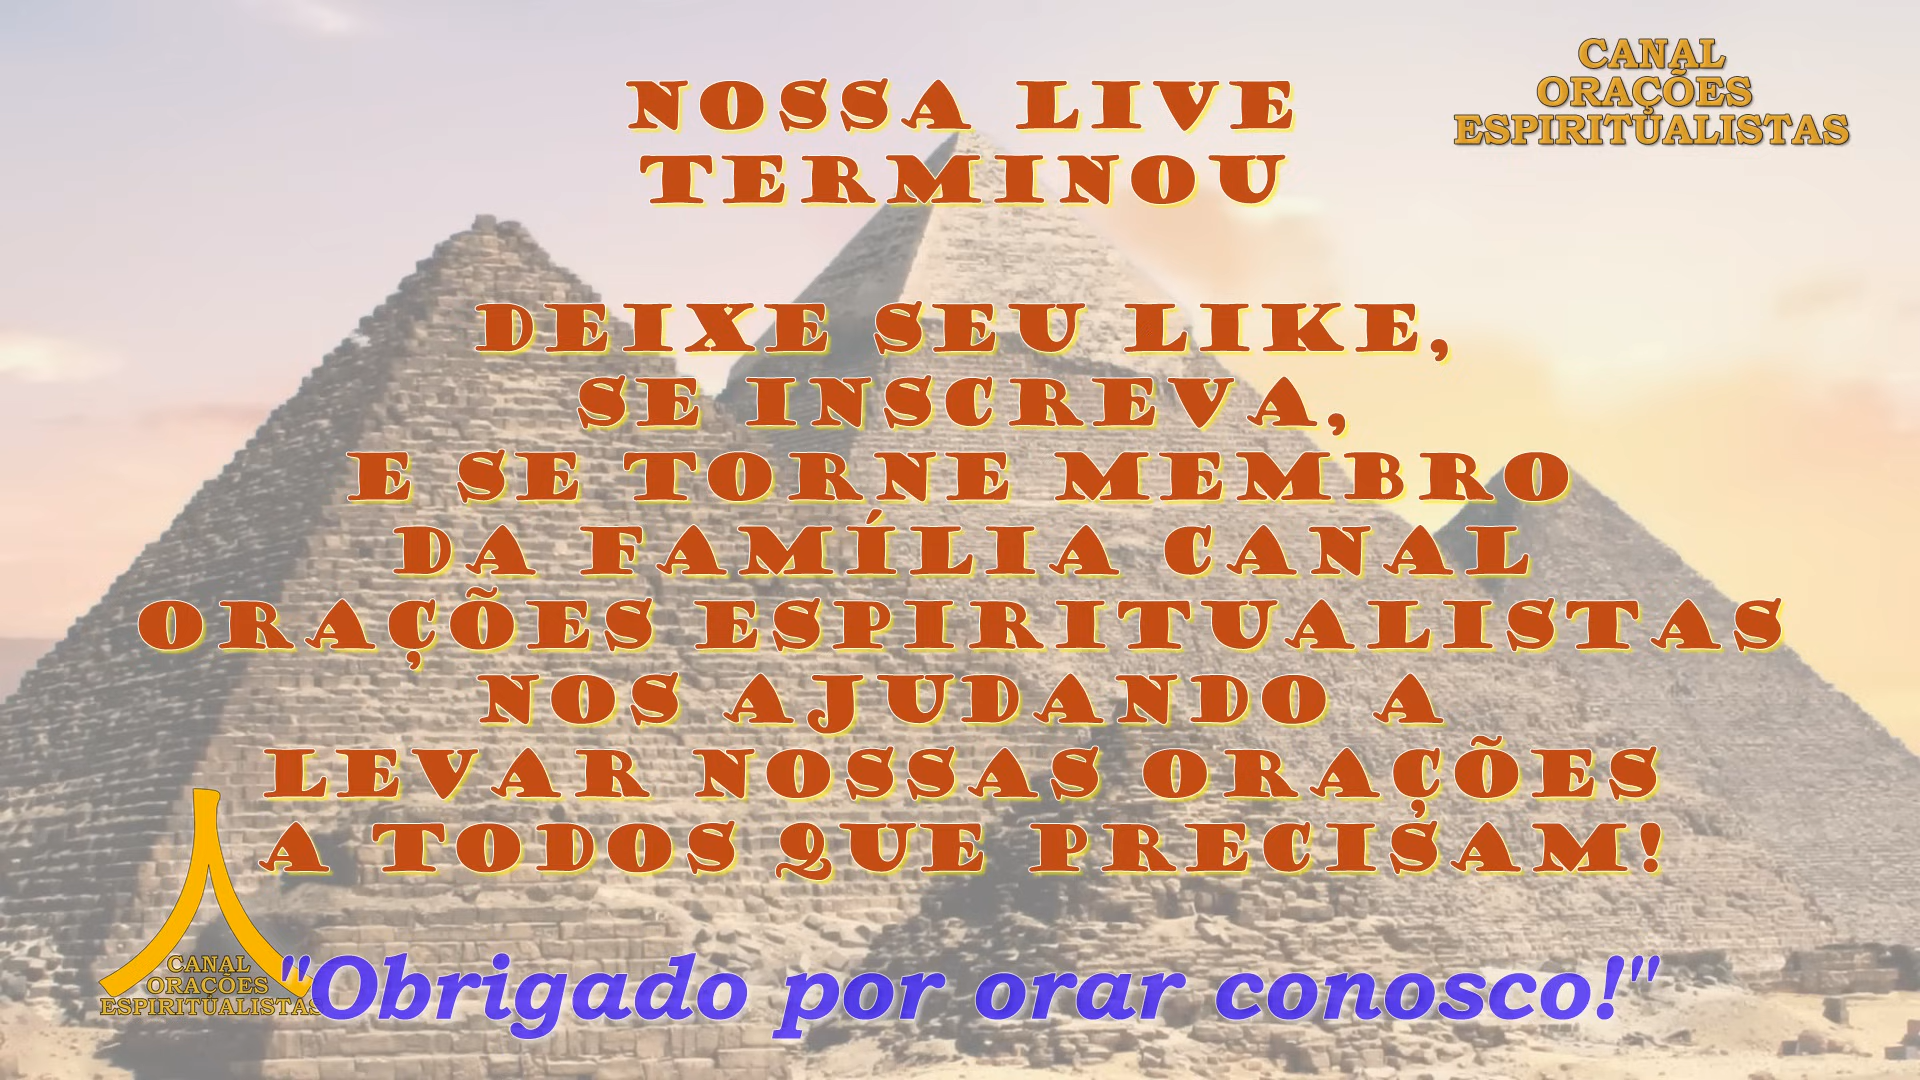 NOSSA LIVE
TERMINOU
CANAL
ORAÇÕES
ESPIRITUALISTAS
DEIXE SEU LIKE,
SE INSCREVA,
E SE TORNE MEMBRO
DA FAMÍLIA CANAL
ORAÇÕES ESPIRITUALISTAS
NOS AJUDANDO A
LEVAR NOSSAS ORAÇÕES
A TODOS QUE PRECISAM!
CANAL
ORAÇÕES
ESPIRITUALISTAS
"Obrigado por orar conosco!"